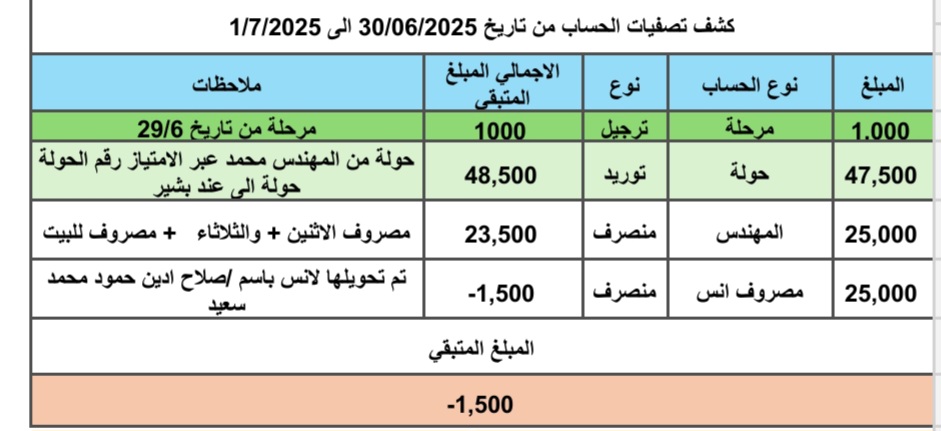 كشف تصفيات الحساب من تاريخ 30/06/2025 الى 1/7/2025
المبلغ نوع الحساب نوع الاجمالي المبلغ المتبقي ملاحظات
1.000 مرحلة ترجيل 1000 مرحلة من تاريخ 29/6
47,500 حولة توريد 48,500 حولة من المهندس محمد عبر الامتياز رقم الحولة
حولة الى عند بشير
25,000 المهندس منصرف 23,500 مصروف الاثنين + والثلاثاء + مصروف للبيت
25,000 مصروف انس منصرف -1,500 تم تحويلها لانس باسم /صلاح ادين حمود محمد
سعيد
المبلغ المتبقي
-1,500